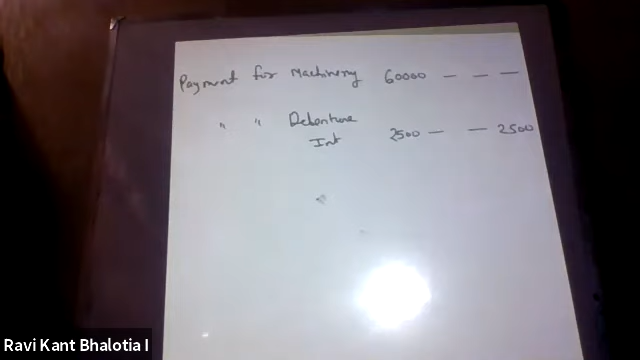 Payment for Machinery 60000 — — —
" " Debenture
Int 2500 — — 2500
Ravi Kant Bhalotia I